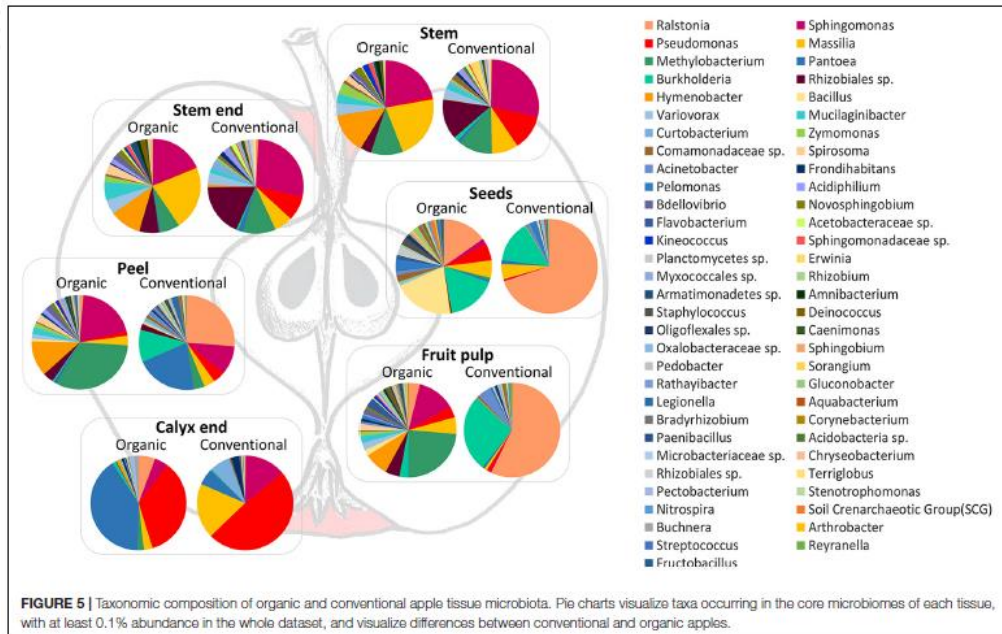 Stem
Organic Conventional
Stem end
Organic Conventional
Seeds
Organic Conventional
Peel
Organic Conventional
Fruit pulp
Organic Conventional
Calyx end
Organic Conventional
Ralstonia
Pseudomonas
Methylobacterium
Burkholderia
Hymenobacter
Variovorax
Curtobacterium
Comamonadaceae sp.
Acinetobacter
Pelomonas
Bdellovibrio
Flavobacterium
Kineococcus
Planctomycetes sp.
Myxococcales sp.
Armatimonadetes sp.
Staphylococcus
Oligoflexales sp.
Oxalobacteraceae sp.
Pedobacter
Rathayibacter
Legionella
Bradyrhizobium
Paenibacillus
Microbacteriaceae sp.
Rhizobiales sp.
Pectobacterium
Nitrospira
Buchnera
Streptococcus
Fructobacillus
Sphingomonas
Massilia
Pantoea
Rhizobiales sp.
Bacillus
Mucilaginibacter
Zymomonas
Spirosoma
Frondihabitans
Acidiphilium
Novosphingobium
Acetobacteraceae sp.
Sphingomonadaceae sp.
Erwinia
Rhizobium
Amnibacterium
Deinococcus
Caenimonas
Sphingobium
Sorangium
Gluconobacter
Aquabacterium
Corynebacterium
Acidobacteria sp.
Chryseobacterium
Terriglobus
Stenotrophomonas
Soil Crenarchaeotic Group(SCG)
Arthrobacter
Reyranella
FIGURE 5 | Taxonomic composition of organic and conventional apple tissue microbiota. Pie charts visualize taxa occurring in the core microbiomes of each tissue,
with at least 0.1% abundance in the whole dataset, and visualize differences between conventional and organic apples.